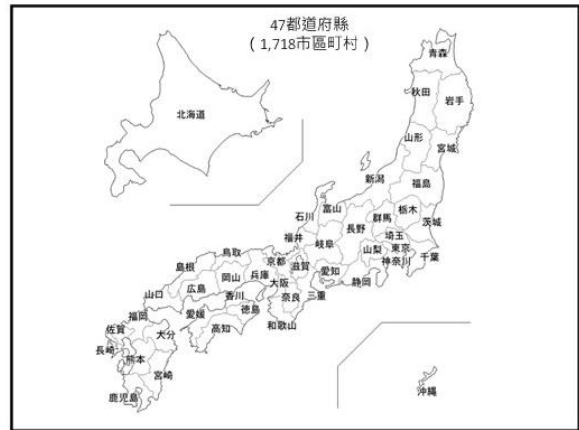 47都道府縣
（1,718市區町村）
北海道
青森
秋田
岩手
山形
宮城
新潟
福島
石川
富山
群馬
栃木
長野
茨城
福井
岐阜
埼玉
山梨
東京
千葉
神奈川
鳥取
京都
滋賀
愛知
静岡
島根
岡山
兵庫
大阪
広島
奈良
三重
山口
香川
徳島
和歌山
福岡
愛媛
高知
佐賀
大分
長崎
熊本
宮崎
鹿児島
沖縄